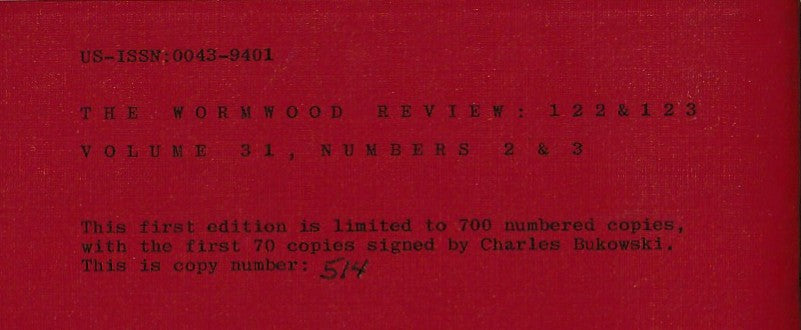 US-ISSN:0043-9401
THE WORMWOOD REVIEW: 122&123
VOLUME 31, NUMBERS 2 & 3
This first edition is limited to 700 numbered copies,
with the first 70 copies signed by Charles Bukowski.
This is copy number: 514